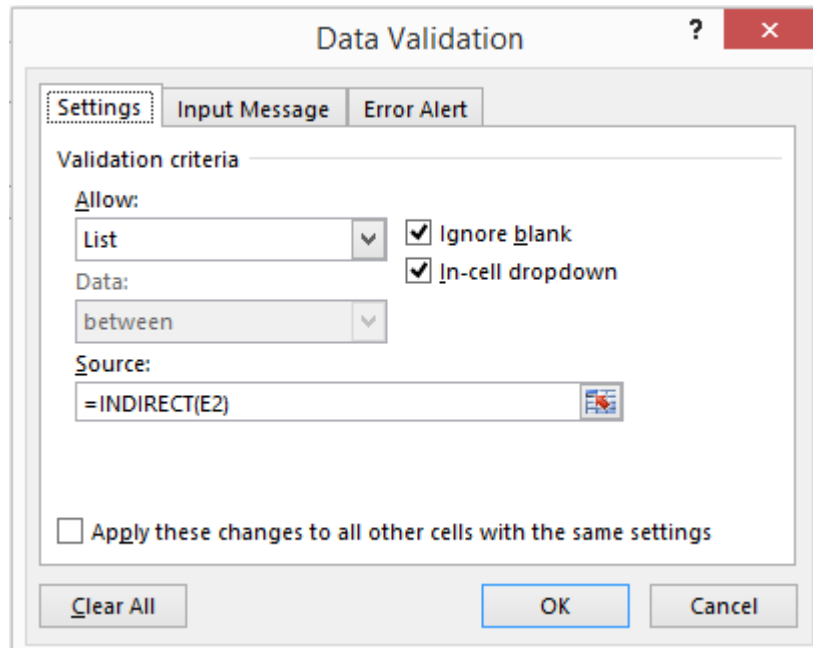 Data Validation ?
Settings Input Message Error Alert
Validation criteria
Allow:
List Ignore blank
Data: In-cell dropdown
between
Source:
=INDIRECT(E2)
Apply these changes to all other cells with the same settings
Clear All OK Cancel